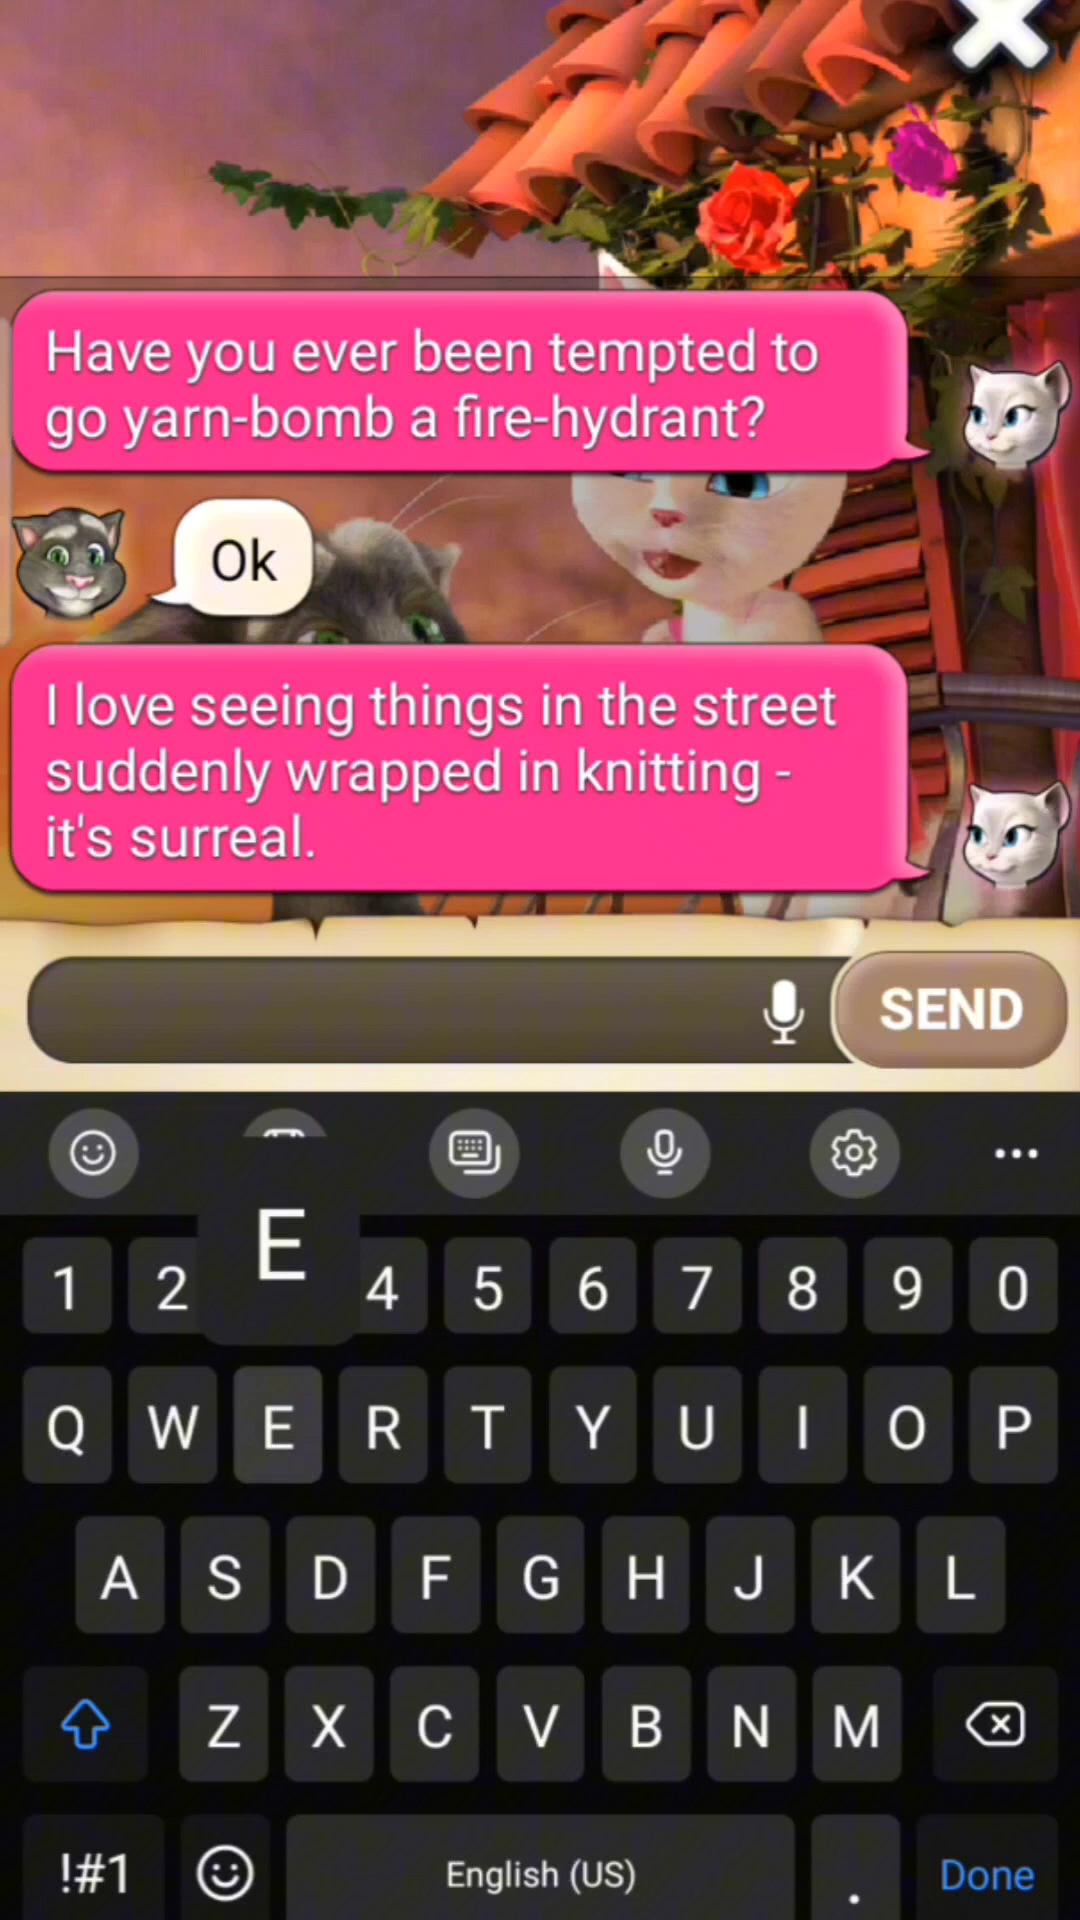 Have you ever been tempted to
go yarn-bomb a fire-hydrant?
Ok
I love seeing things in the street
suddenly wrapped in knitting -
it's surreal.
SEND
E
1 2 4 5 6 7 8 9 0
Q W E R T Y U I O P
A S D F G H J K L
Z X C V B N M
!#1 English (US) . Done